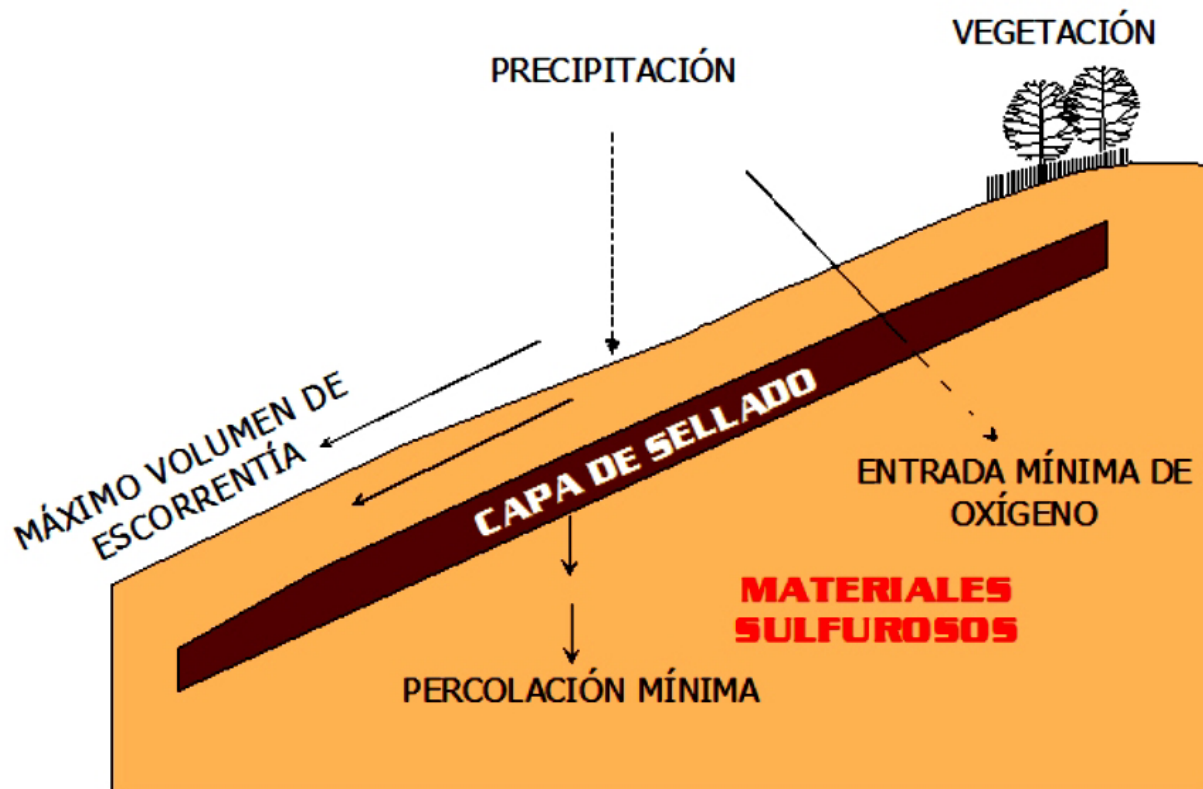 VEGETACIÓN
PRECIPITACIÓN
MÁXIMO VOLUMEN DE
ESCORRENTÍA
CAPA DE SELLADO
ENTRADA MÍNIMA DE
OXÍGENO
MATERIALES
SULFUROSOS
PERCOLACIÓN MÍNIMA